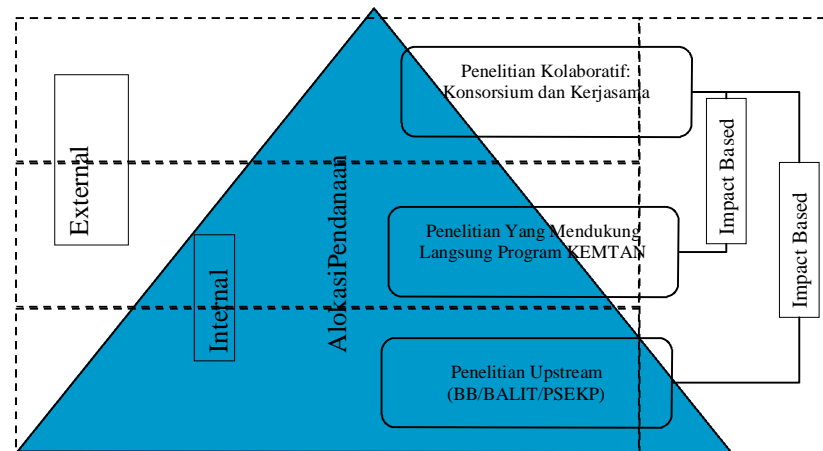 Penelitian Kolaboratif:
Konsorsium dan Kerjasama
External
Impact Based
Impact Based
AlokasiPendanaan
Penelitian Yang Mendukung
Langsung Program KEMTAN
Internal
Penelitian Upstream
(BB/BALIT/PSEKP)